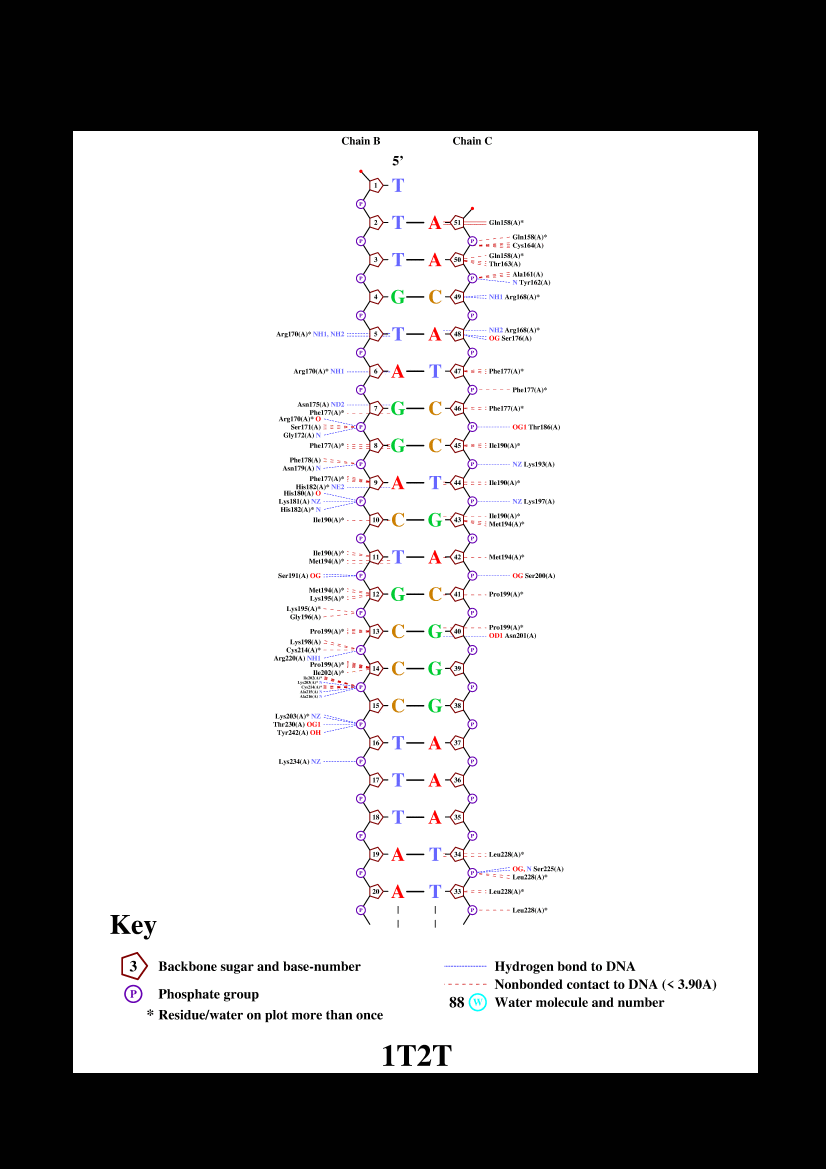 Chain B Chain C
5'
1 T
P
2 T A 51 Gln158(A)*
P P Gln158(A)*
Cys164(A)
3 T A 50 Gln158(A)*
Thr163(A)
P P Ala161(A)
N Tyr162(A)
4 G C 49 NH1 Arg168(A)*
P P
Arg170(A)* NH1, NH2 5 T A 48 NH2 Arg168(A)*
OG Ser176(A)
P P
Arg170(A)* NH1 6 A T 47 Phe177(A)*
P P Phe177(A)*
Asn175(A) ND2
Phe177(A)* 7 G C 46 Phe177(A)*
Arg170(A)* O
Ser171(A) P P OG1 Thr186(A)
Gly172(A) N
Phe177(A)* 8 G C 45 Ile190(A)*
Phe178(A) P P NZ Lys193(A)
Asn179(A) N
Phe177(A)* 9 A T 44 Ile190(A)*
His182(A)* NE2
His180(A) O
Lys181(A) NZ P P NZ Lys197(A)
His182(A)* N
Ile190(A)* 10 C G 43 Ile190(A)*
Met194(A)*
P P
Ile190(A)*
Met194(A)* 11 T A 42 Met194(A)*
Ser191(A) OG P P OG Ser200(A)
Met194(A)* 12 G C 41 Pro199(A)*
Lys195(A)*
Lys195(A)* P P
Gly196(A)
Pro199(A)* 13 C G 40 Pro199(A)*
OD1 Asn201(A)
Lys198(A)
Cys214(A)* P P
Arg220(A) NH1
Pro199(A)* 14 C G 39
Ile202(A)*
Ile202(A)*
Lys203(A)* N
Cys214(A)* P P
15 C G 38
Lys203(A)* NZ
Thr230(A) OG1 P P
Tyr242(A) OH
16 T A 37
Lys234(A) NZ P P
17 T A 36
P P
18 T A 35
P P
19 A T 34 Leu228(A)*
P P OG, N Ser225(A)
Leu228(A)*
20 A T 33 Leu228(A)*
P P Leu228(A)*
Key
3 Backbone sugar and base-number
P Phosphate group
* Residue/water on plot more than once
Hydrogen bond to DNA
Nonbonded contact to DNA (< 3.90A)
88 W Water molecule and number
1T2T